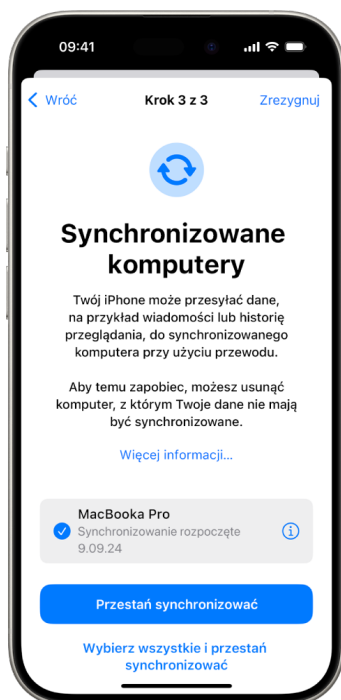 09:41
Wróć
Krok 3 z 3
Zrezygnuj
Synchronizowane
komputery
Twój iPhone może przesyłać dane,
na przykład wiadomości lub historię
przeglądania, do synchronizowanego
komputera przy użyciu przewodu.
Aby temu zapobiec, możesz usunąć
komputer, z którym Twoje dane nie mają
być synchronizowane.
Więcej informacji...
MacBooka Pro
Synchronizowanie rozpoczęte
9.09.24
Przestań synchronizować
Wybierz wszystkie i przestań
synchronizować